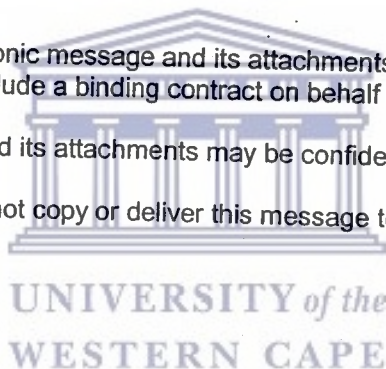 onic message and its attachments
ude a binding contract on behalf
d its attachments may be confide
not copy or deliver this message t
UNIVERSITY of the
WESTERN CAPE